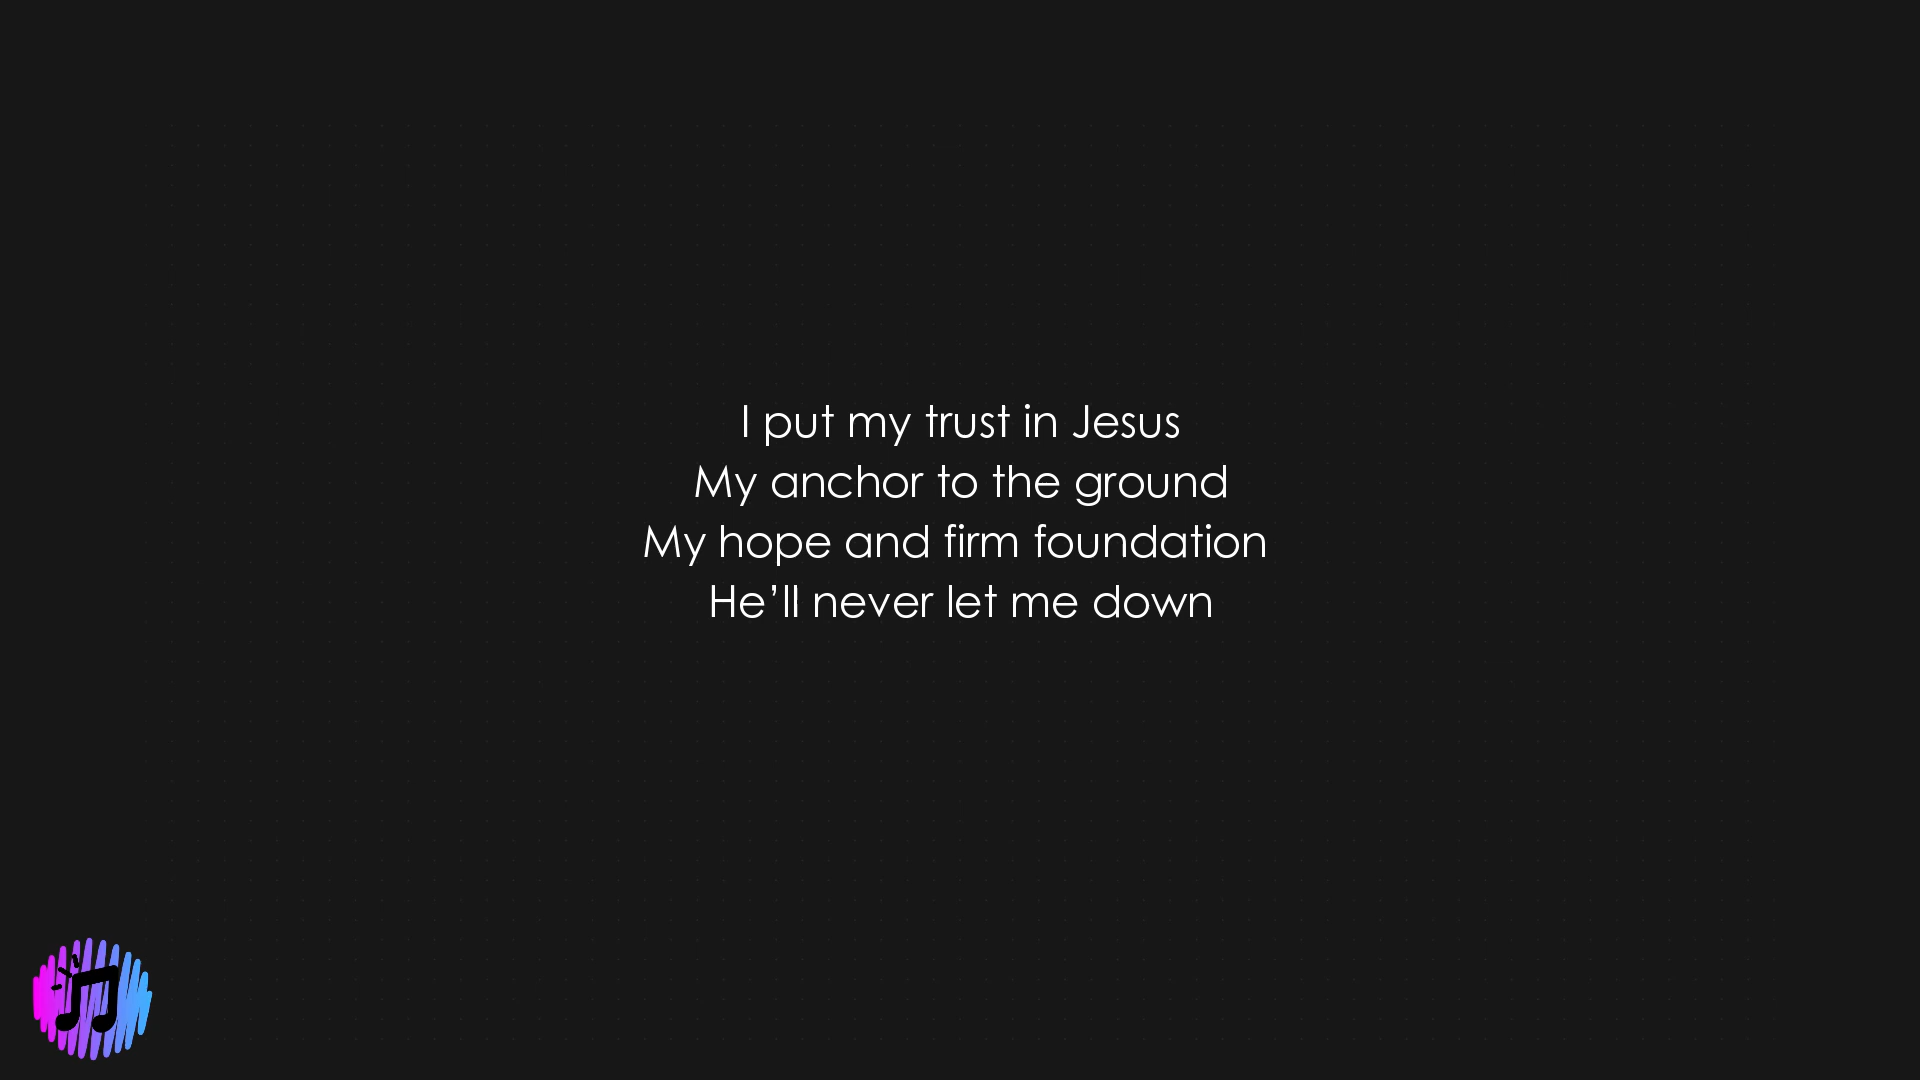 I put my trust in Jesus
My anchor to the ground
My hope and firm foundation
He’ll never let me down